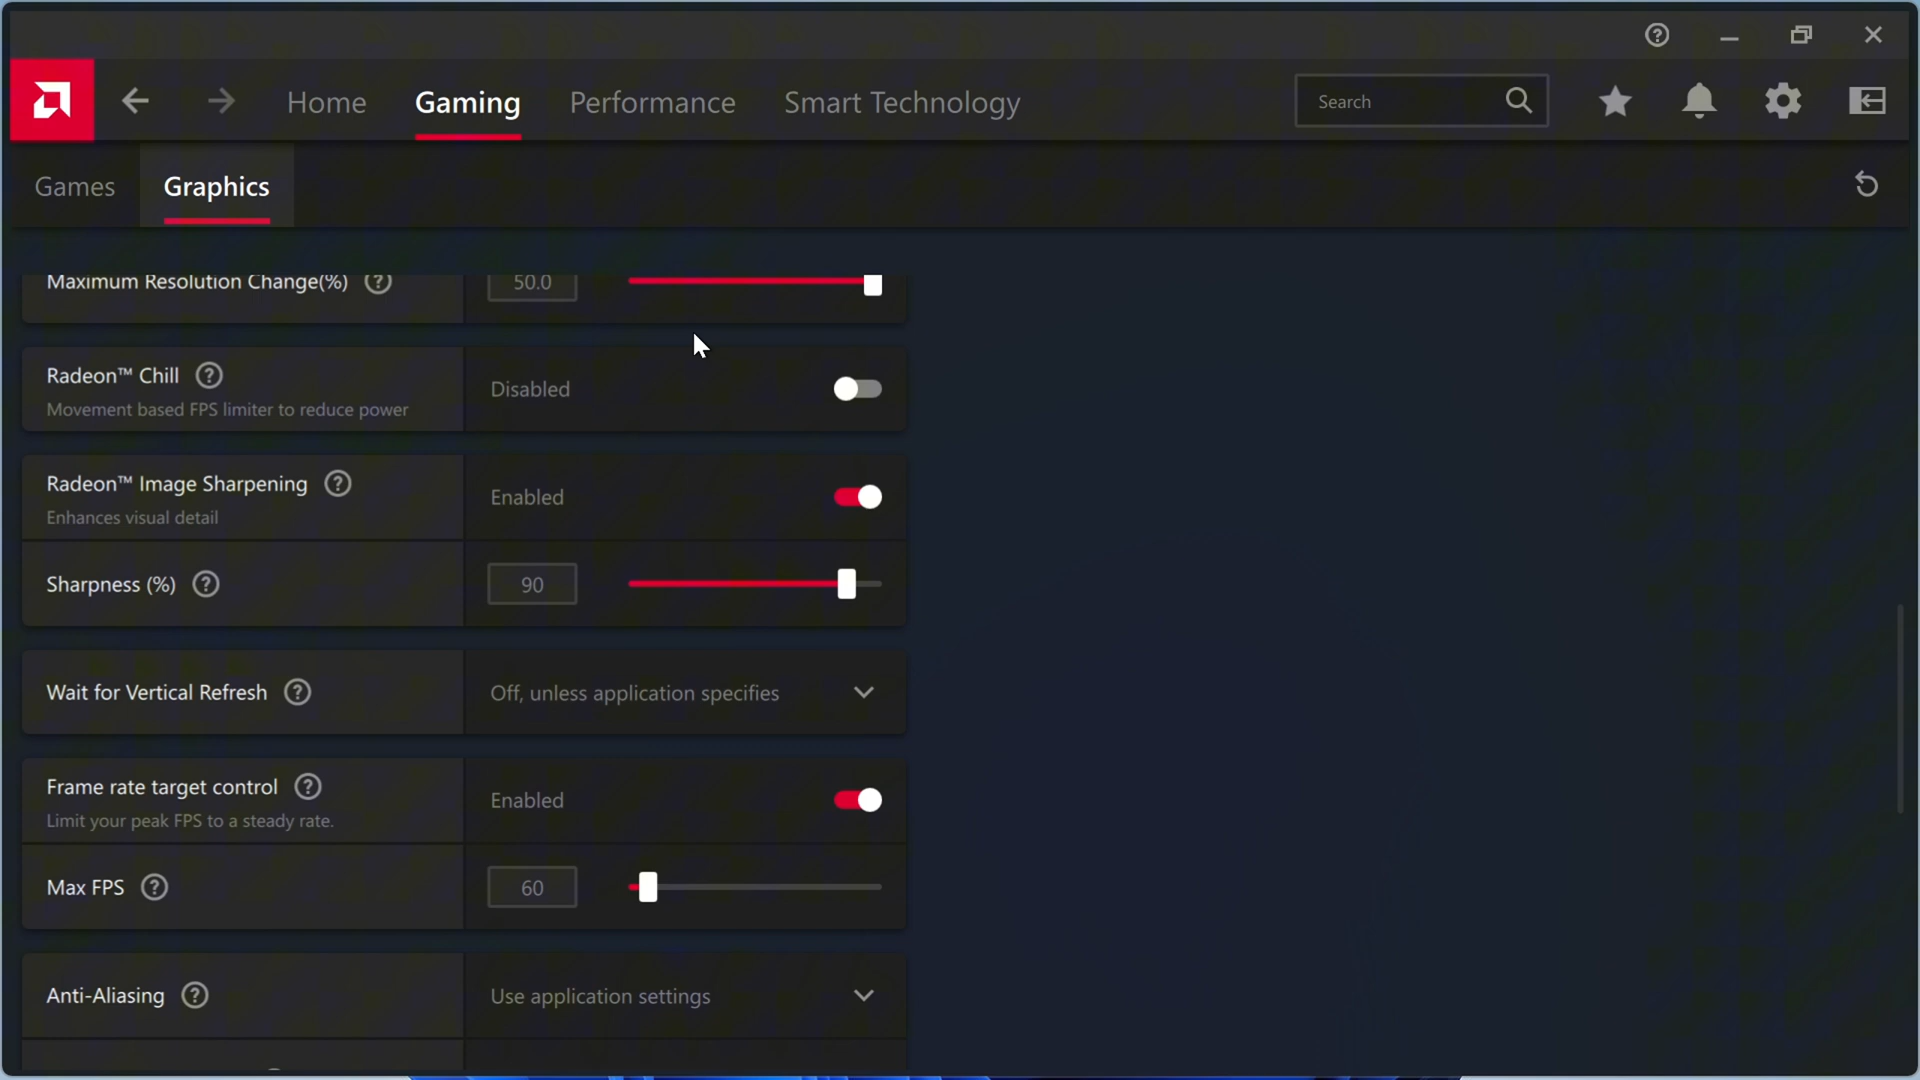 Home Gaming Performance Smart Technology Search
Games Graphics
Maximum Resolution Change(%) 50.0
Radeon™ Chill
Movement based FPS limiter to reduce power
Disabled
Radeon™ Image Sharpening
Enhances visual detail
Enabled
Sharpness (%) 90
Wait for Vertical Refresh Off, unless application specifies
Frame rate target control
Limit your peak FPS to a steady rate.
Enabled
Max FPS 60
Anti-Aliasing Use application settings